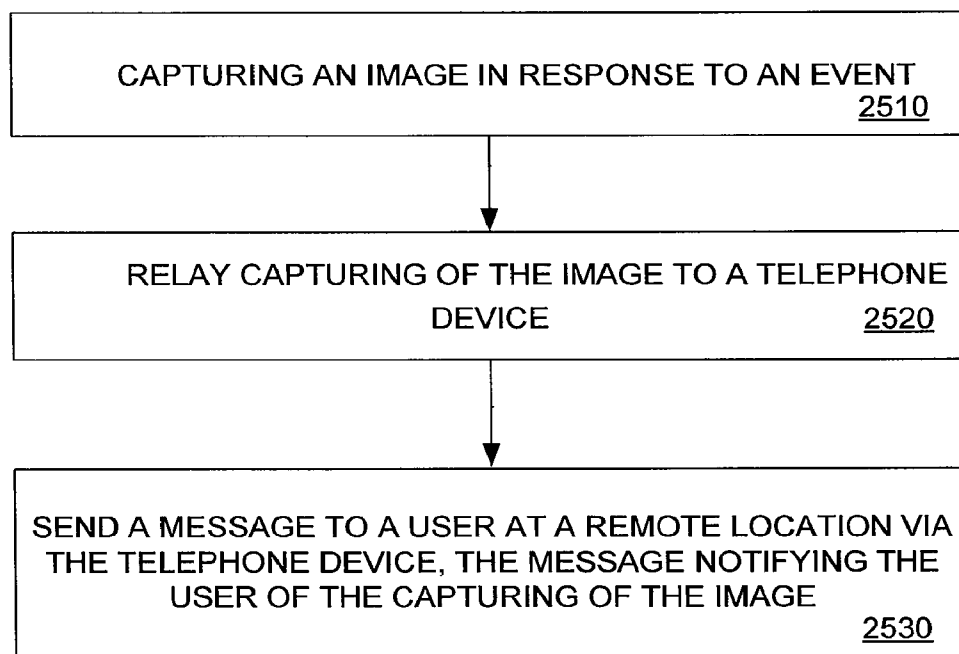 CAPTURING AN IMAGE IN RESPONSE TO AN EVENT
2510
RELAY CAPTURING OF THE IMAGE TO A TELEPHONE
DEVICE 2520
SEND A MESSAGE TO A USER AT A REMOTE LOCATION VIA
THE TELEPHONE DEVICE, THE MESSAGE NOTIFYING THE
USER OF THE CAPTURING OF THE IMAGE
2530